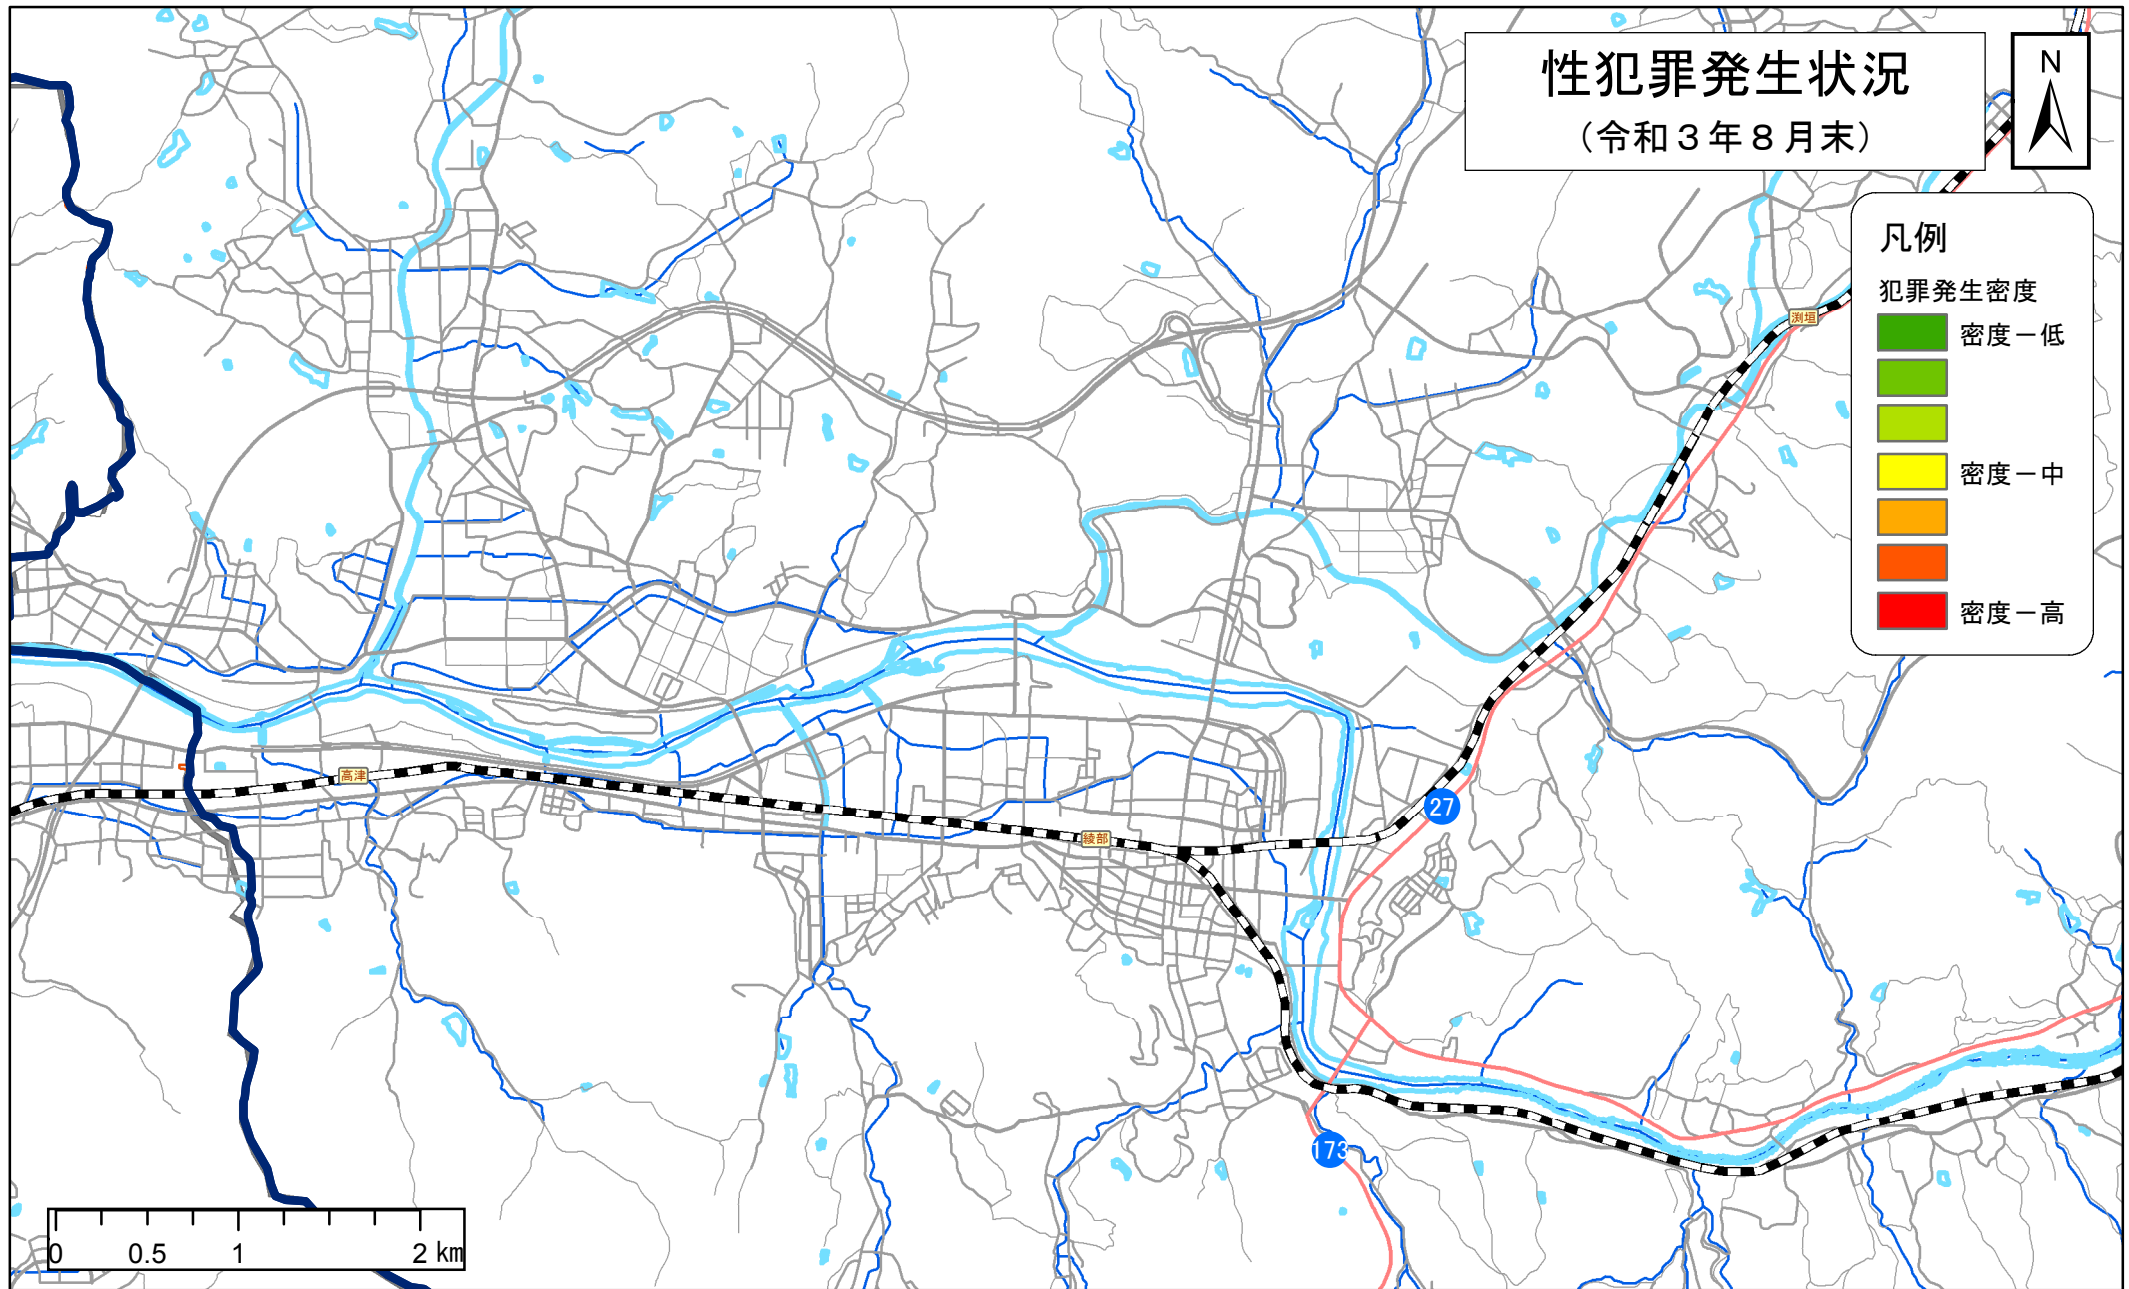 性犯罪発生状況
（令和３年８月末）
N
凡例
犯罪発生密度
密度－低
密度－中
密度－高
渕垣
高津
綾部
27
173
0 0.5 1 2 km